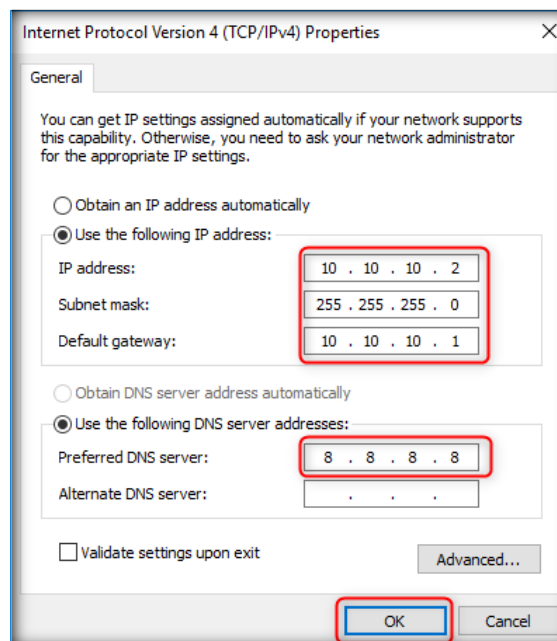 Internet Protocol Version 4 (TCP/IPv4) Properties
General
You can get IP settings assigned automatically if your network supports
this capability. Otherwise, you need to ask your network administrator
for the appropriate IP settings.
Obtain an IP address automatically
Use the following IP address:
IP address: 10 . 10 . 10 . 2
Subnet mask: 255 . 255 . 255 . 0
Default gateway: 10 . 10 . 10 . 1
Obtain DNS server address automatically
Use the following DNS server addresses:
Preferred DNS server: 8 . 8 . 8 . 8
Alternate DNS server: . . .
Validate settings upon exit
Advanced...
OK Cancel